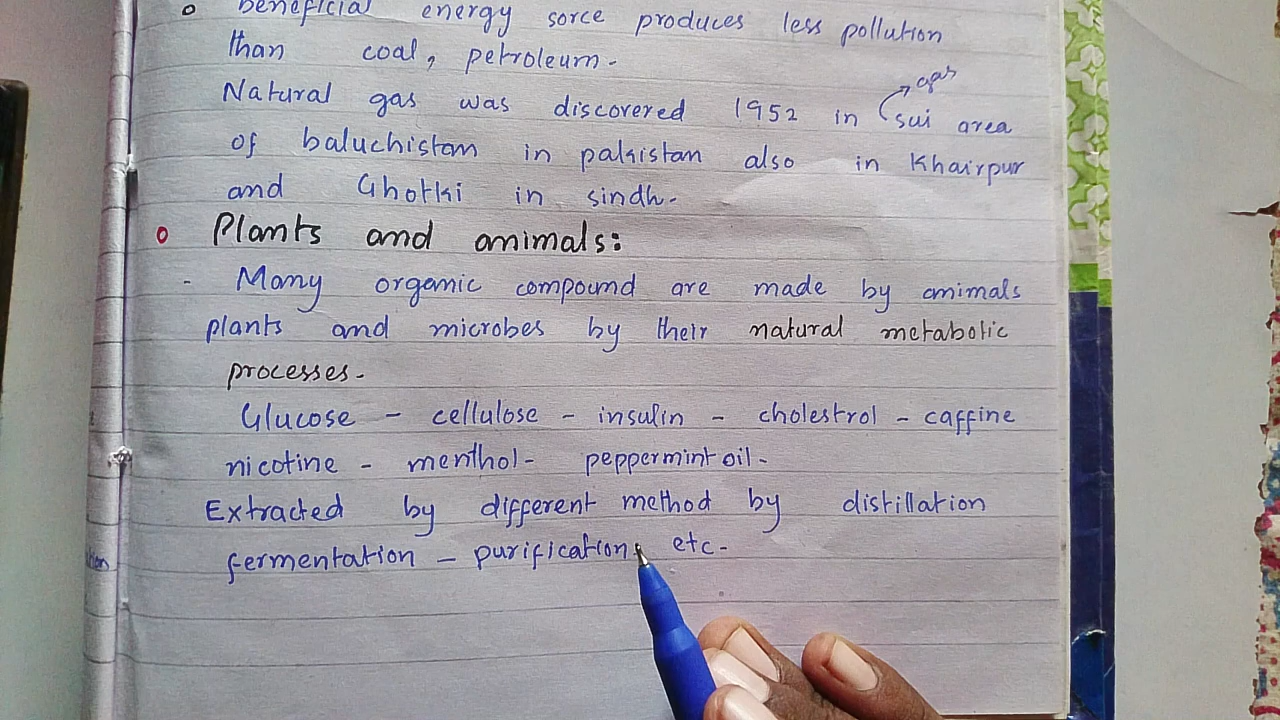 beneficial energy sorce produces less pollution
than coal, petroleum.
gas
Natural gas was discovered 1952 in sui area
of baluchistan in pakistan also in Khairpur
and Ghotki in sindh.
Plants and animals:
- Many organic compound are made by animals
plants and microbes by their natural metabolic
processes.
Glucose - cellulose - insulin - cholestrol - caffine
nicotine - menthol - peppermint oil.
Extracted by different method by distillation
fermentation - purification etc.